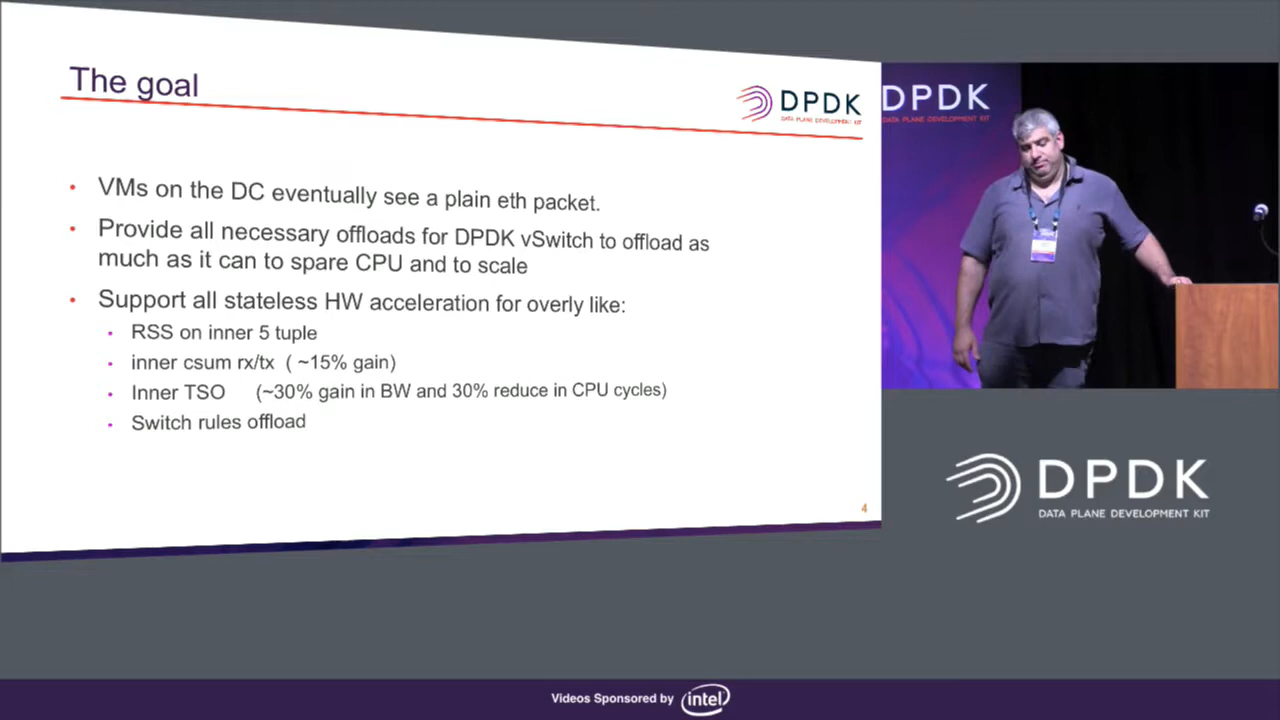 The goal
DPDK
DATA PLANE DEVELOPMENT KIT
• VMs on the DC eventually see a plain eth packet.
• Provide all necessary offloads for DPDK vSwitch to offload as
much as it can to spare CPU and to scale
• Support all stateless HW acceleration for overly like:
• RSS on inner 5 tuple
• inner csum rx/tx ( ~15% gain)
• Inner TSO (~30% gain in BW and 30% reduce in CPU cycles)
• Switch rules offload
4
DPDK
DATA PLANE DEVELOPMENT KIT
DPDK
DATA PLANE DEVELOPMENT KIT
Videos Sponsored by intel